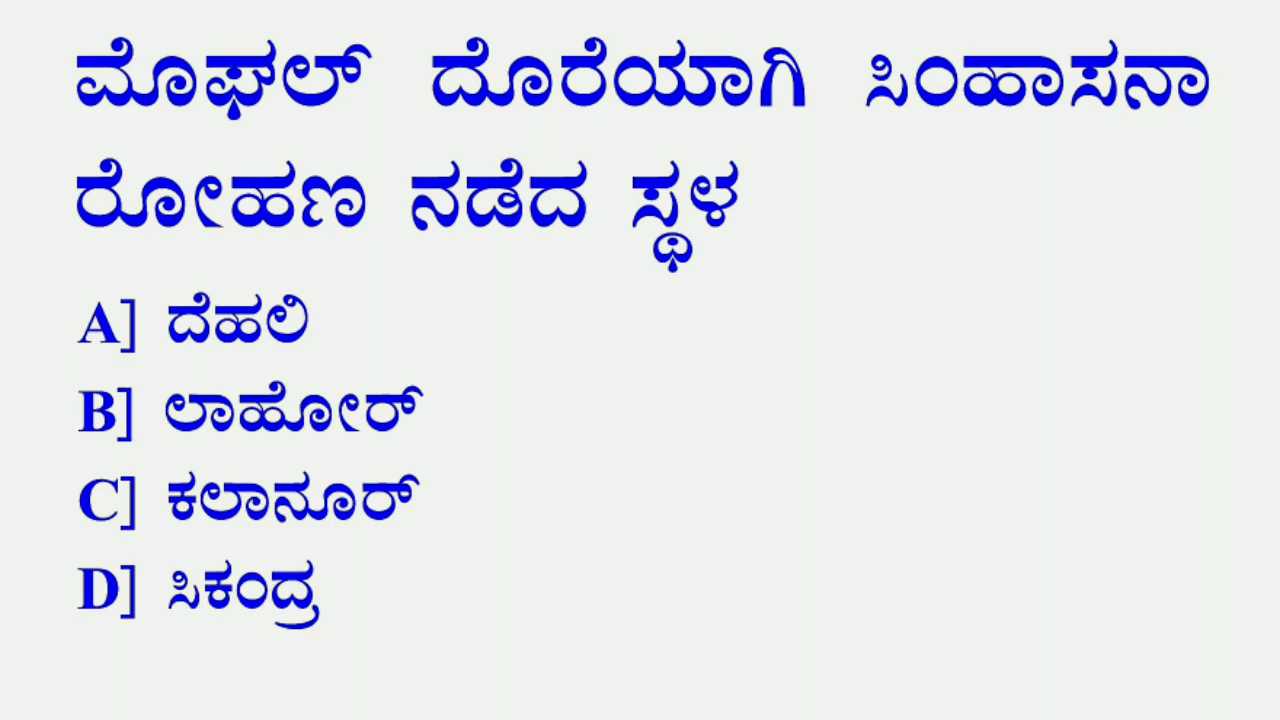 ಮೊಘಲ್ ದೊರೆಯಾಗಿ ಸಿಂಹಾಸನಾ
ರೋಹಣ ನಡೆದ ಸ್ಥಳ
A] ದೆಹಲಿ
B] ಲಾಹೋರ್
C] ಕಲಾನೂರ್
D] ಸಿಕಂದ್ರ